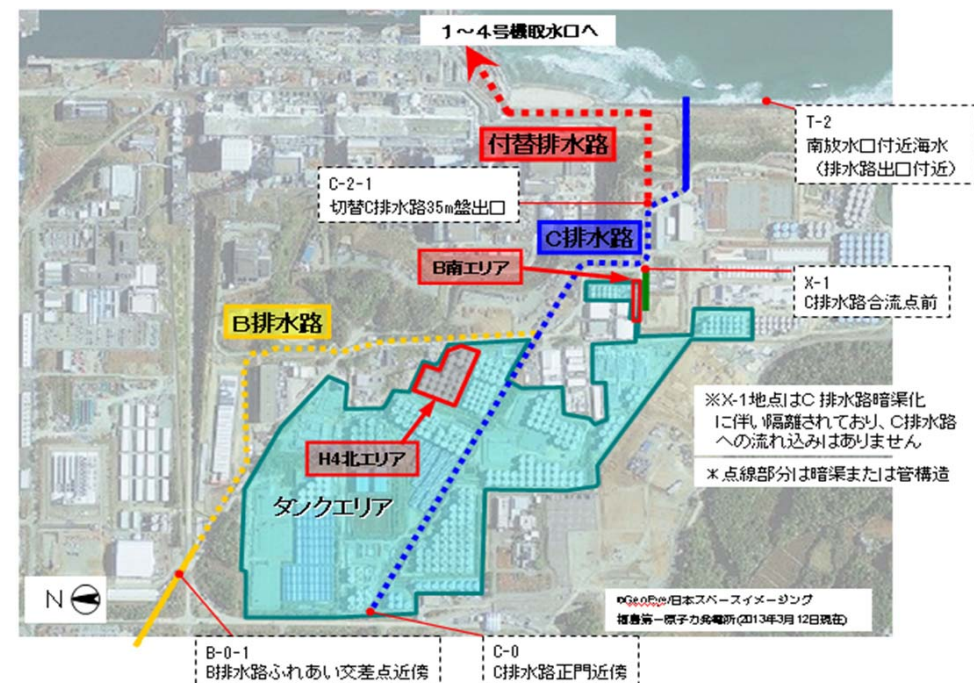 1～4号機取水口へ
付替排水路
T-2
南放水口付近海水
（排水路出口付近）
C-2-1
切替C排水路35m盤出口
C排水路
B南エリア
X-1
C排水路合流点前
B排水路
※X-1地点はC排水路暗渠化
に伴い隔離されており、C排水路
への流れ込みはありません
＊点線部分は暗渠または管構造
H4北エリア
タンクエリア
N
©GeoEye/日本スペースイメージング
福島第一原子力発電所(2013年3月12日現在)
B-0-1
B排水路ふれあい交差点近傍
C-0
C排水路正門近傍